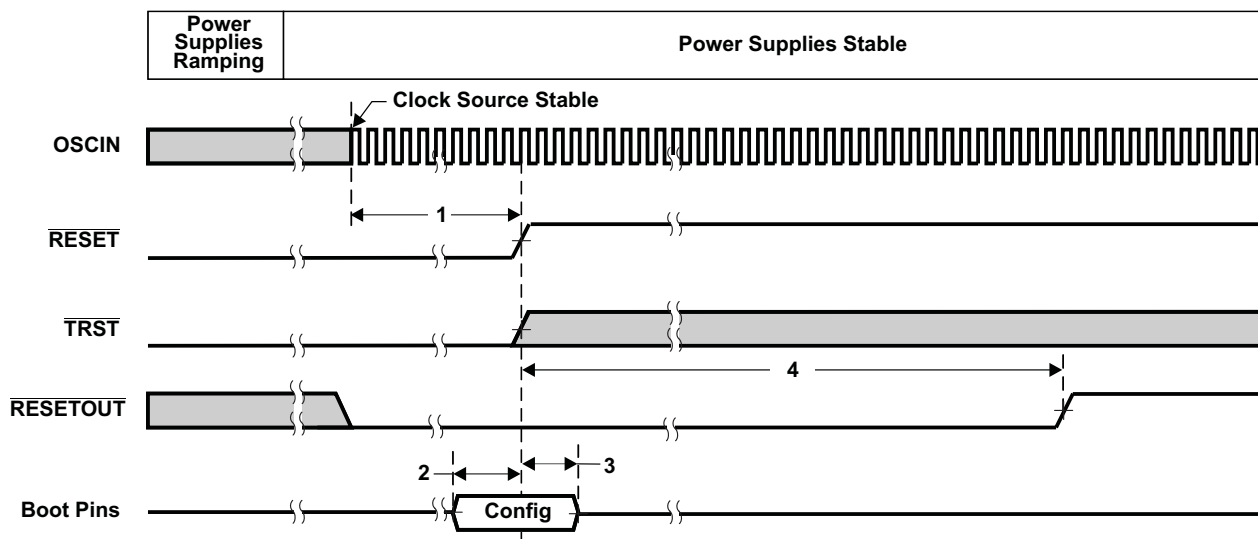 Power
Supplies
Ramping
Power Supplies Stable
Clock Source Stable
OSCIN
1
RESET
TRST
4
RESETOUT
2
3
Boot Pins
Config